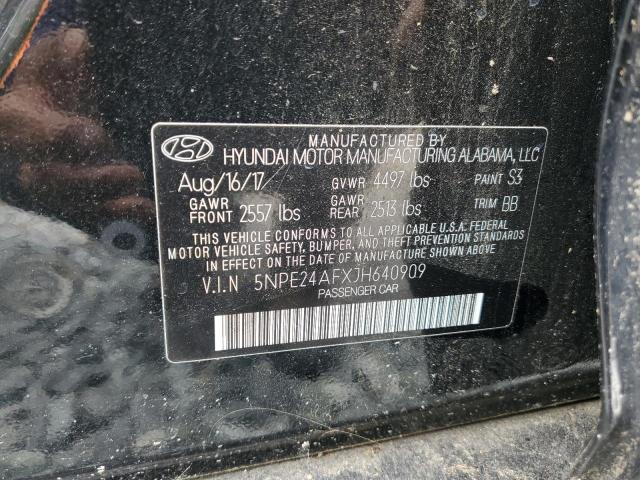 MANUFACTURED BY
HYUNDAI MOTOR MANUFACTURING ALABAMA, LLC
Aug/16/17 GVWR 4497 lbs PAINT S3
GAWR FRONT 2557 lbs GAWR REAR 2513 lbs TRIM BB
THIS VEHICLE CONFORMS TO ALL APPLICABLE U.S.A. FEDERAL
MOTOR VEHICLE SAFETY, BUMPER, AND THEFT PREVENTION
STANDARDS IN EFFECT ON THE DATE OF MANUFACTURE SHOWN ABOVE.
V.I.N 5NPE24AFXJH640909
PASSENGER CAR